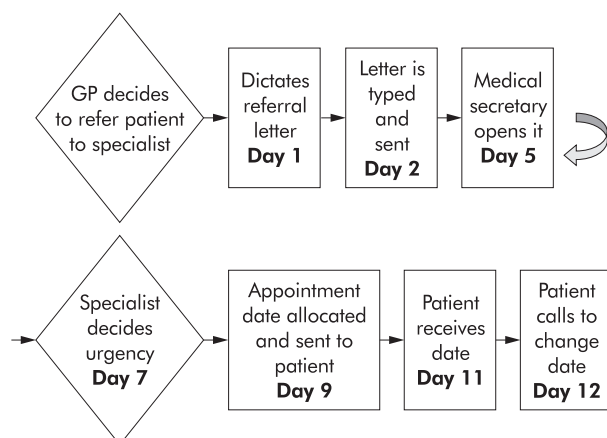 GP decides
to refer patient
to specialist
Dictates
referral
letter
Day 1
Letter is
typed
and
sent
Day 2
Medical
secretary
opens it
Day 5
Specialist
decides
urgency
Day 7
Appointment
date allocated
and sent to
patient
Day 9
Patient
receives
date
Day 11
Patient
calls to
change
date
Day 12